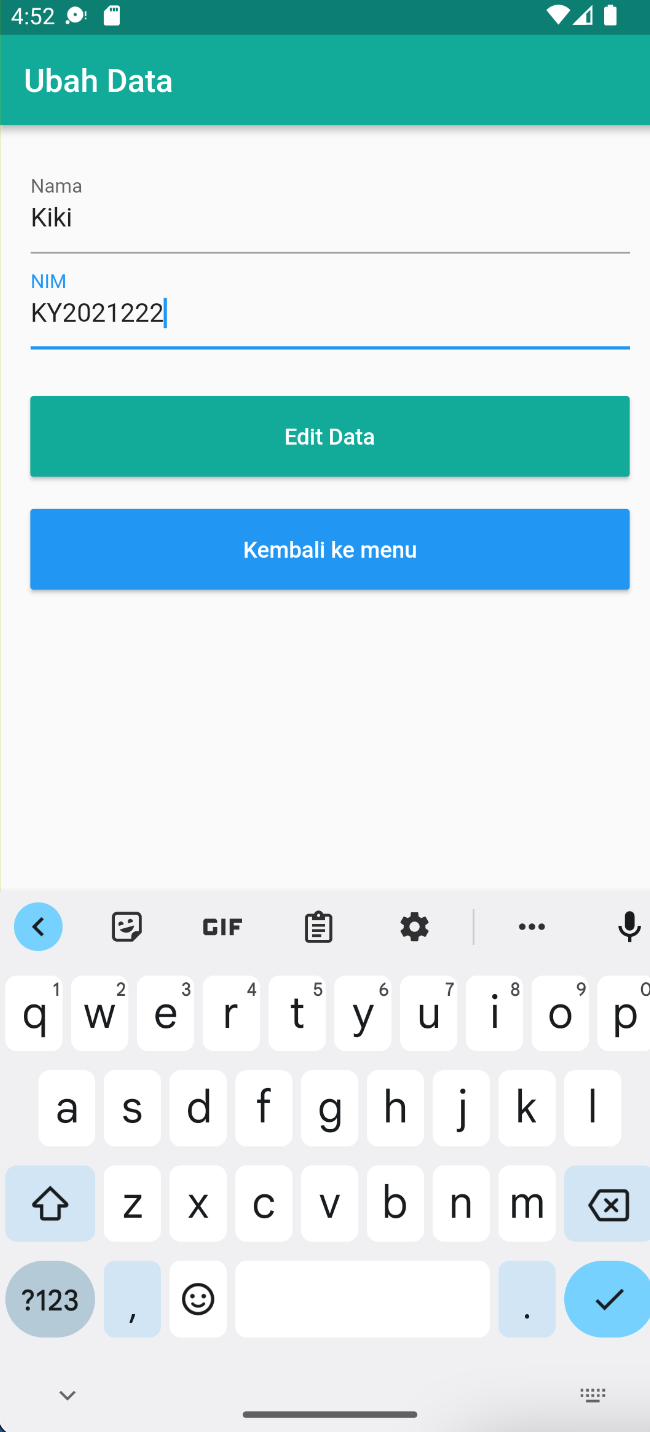 4:52
Ubah Data
Nama
Kiki
NIM
KY2021222
Edit Data
Kembali ke menu
GIF
1 2 3 4 5 6 7 8 9 0
q w e r t y u i o p
a s d f g h j k l
z x c v b n m
?123 , .